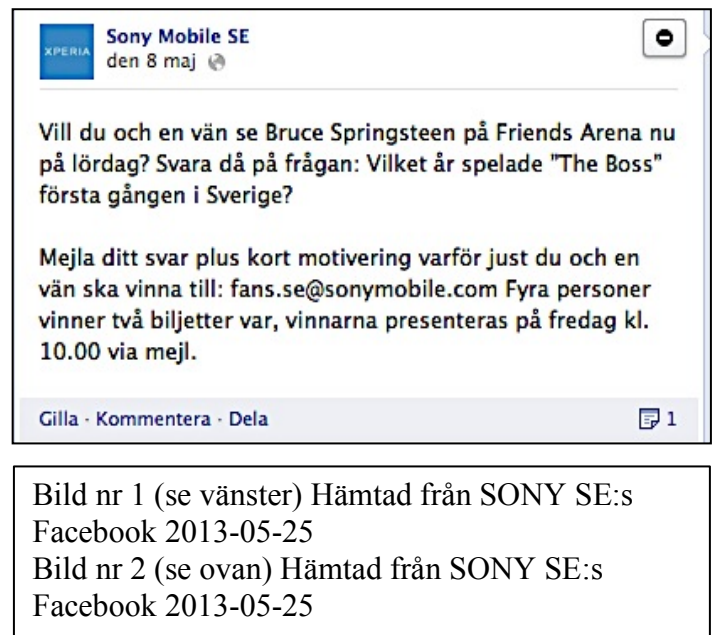 XPERIA
Sony Mobile SE
den 8 maj
Vill du och en vän se Bruce Springsteen på Friends Arena nu
på lördag? Svara då på frågan: Vilket år spelade "The Boss"
första gången i Sverige?
Mejla ditt svar plus kort motivering varför just du och en
vän ska vinna till: fans.se@sonymobile.com Fyra personer
vinner två biljetter var, vinnarna presenteras på fredag kl.
10.00 via mejl.
Gilla · Kommentera · Dela 1
Bild nr 1 (se vänster) Hämtad från SONY SE:s
Facebook 2013-05-25
Bild nr 2 (se ovan) Hämtad från SONY SE:s
Facebook 2013-05-25